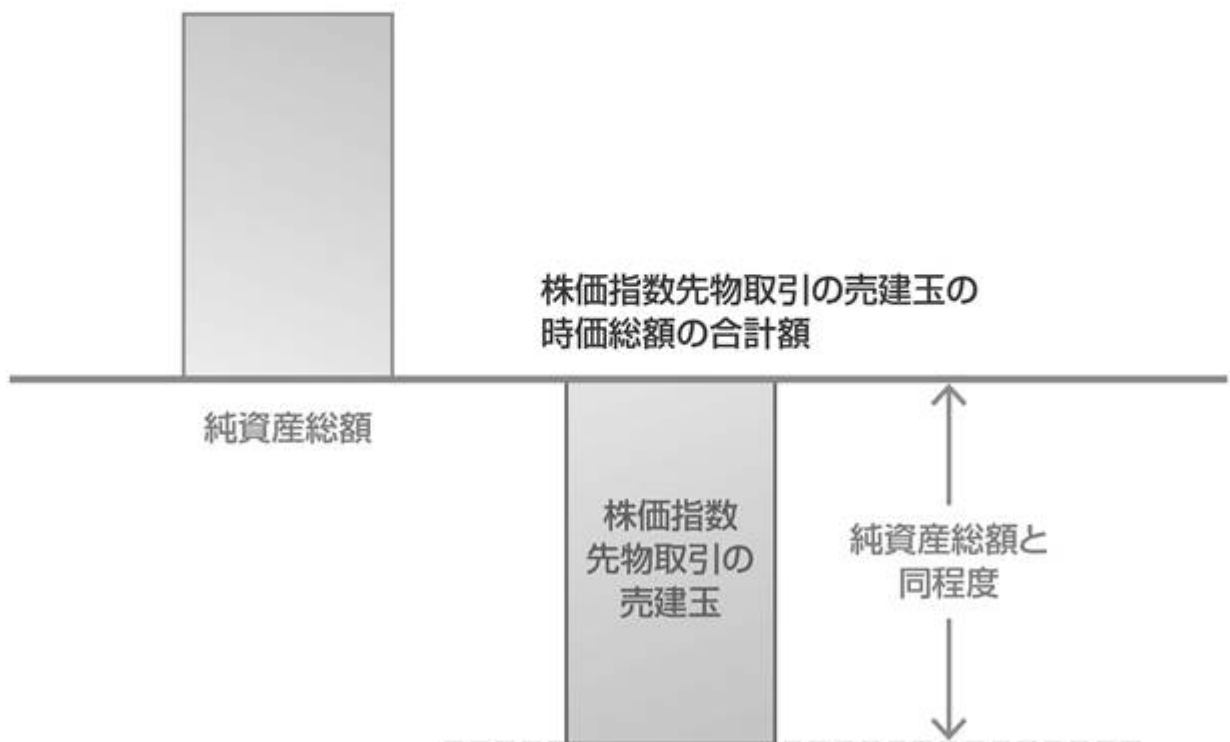 株価指数先物取引の売建玉の
時価総額の合計額
純資産総額
株価指数
先物取引の
売建玉
純資産総額と
同程度